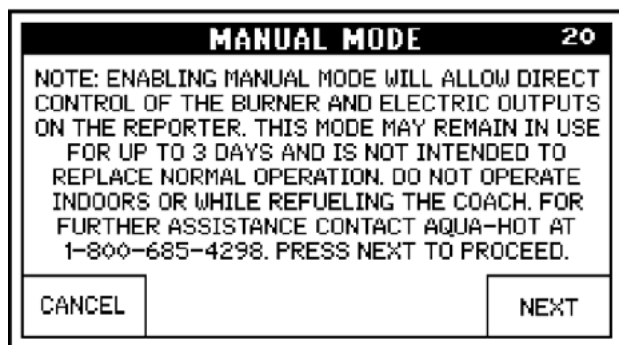 MANUAL MODE 20
NOTE: ENABLING MANUAL MODE WILL ALLOW DIRECT
CONTROL OF THE BURNER AND ELECTRIC OUTPUTS
ON THE REPORTER. THIS MODE MAY REMAIN IN USE
FOR UP TO 3 DAYS AND IS NOT INTENDED TO
REPLACE NORMAL OPERATION. DO NOT OPERATE
INDOORS OR WHILE REFUELING THE COACH. FOR
FURTHER ASSISTANCE CONTACT AQUA-HOT AT
1-800-685-4298. PRESS NEXT TO PROCEED.
CANCEL NEXT